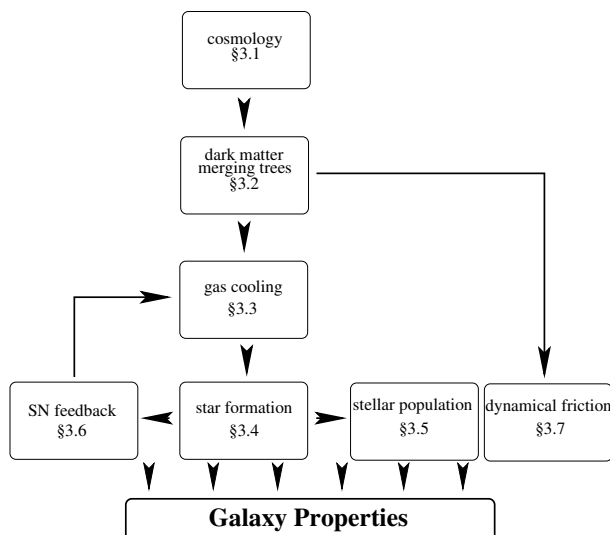 cosmology
§3.1
dark matter
merging trees
§3.2
gas cooling
§3.3
SN feedback
§3.6
star formation
§3.4
stellar population
§3.5
dynamical friction
§3.7
Galaxy Properties